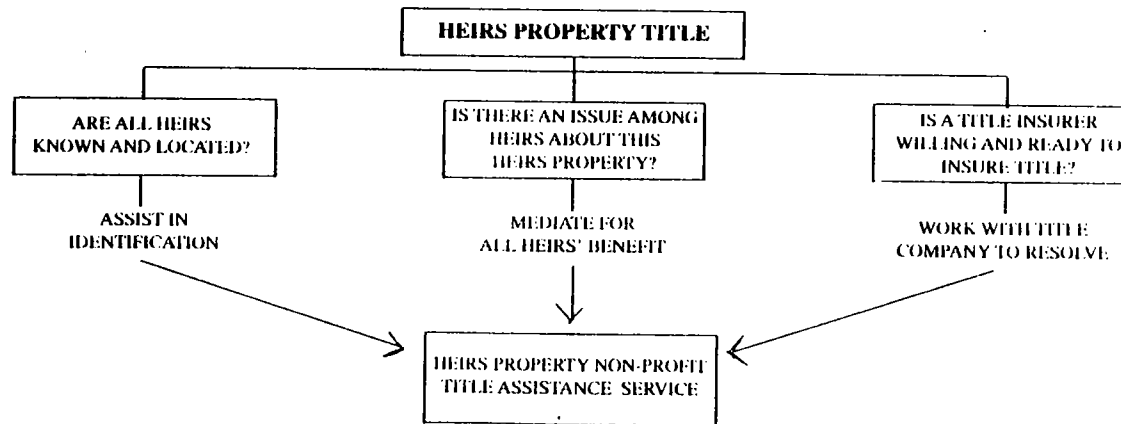 HEIRS PROPERTY TITLE
ARE ALL HEIRS
KNOWN AND LOCATED?
ASSIST IN
IDENTIFICATION
IS THERE AN ISSUE AMONG
HEIRS ABOUT THIS
HEIRS PROPERTY?
MEDIATE FOR
ALL HEIRS' BENEFIT
IS A TITLE INSURER
WILLING AND READY TO
INSURE TITLE?
WORK WITH TITLE
COMPANY TO RESOLVE
HEIRS PROPERTY NON-PROFIT
TITLE ASSISTANCE SERVICE